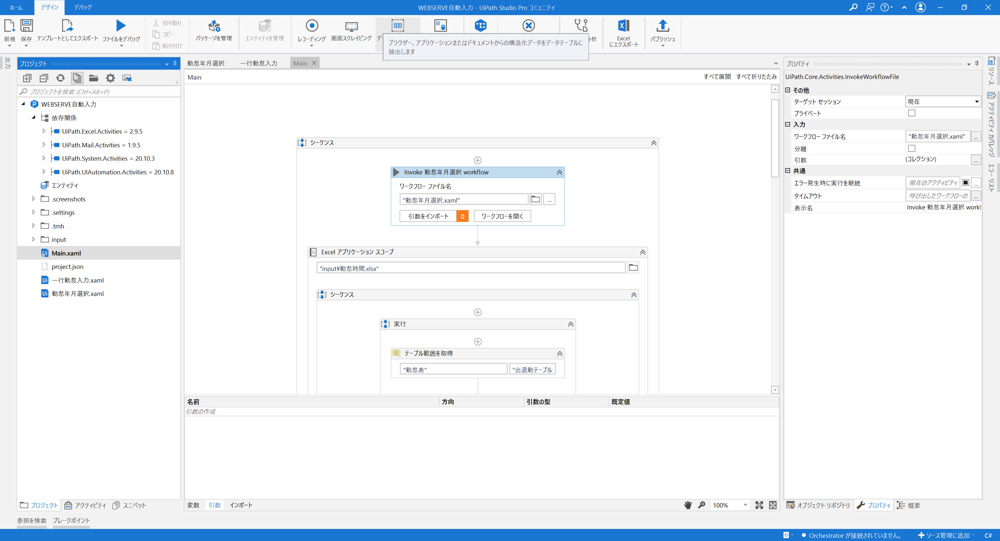 ホーム デザイン デバッグ
WEBSERVE自動入力 - UiPath Studio Pro コミュニティ
新規 保存 テンプレートとしてエクスポート ファイルをデバッグ
切り取り
コピー
貼り付け
パッケージを管理 エンティティを管理 レコーディング 画面スクレイピング デー
分析
Excel
にエクスポート
パブリッシュ
ブラウザー、アプリケーションまたはドキュメントからの構造化データをデータテーブルに
抽出します
出力
プロジェクト
プロジェクトを検索 (Ctrl+Alt+P)
WEBSERVE自動入力
依存関係
UiPath.Excel.Activities = 2.9.5
UiPath.Mail.Activities = 1.9.5
UiPath.System.Activities = 20.10.3
UiPath.UIAutomation.Activities = 20.10.8
エンティティ
.screenshots
.settings
.tmh
input
Main.xaml
project.json
一行勤怠入力.xaml
勤怠年月選択.xaml
プロジェクト アクティビティ スニペット
参照を検索 ブレークポイント
勤怠年月選択 一行勤怠入力 Main
Main すべて展開 すべて折りたたみ
シーケンス
Invoke 勤怠年月選択 workflow
ワークフロー ファイル名
"勤怠年月選択.xaml" ...
引数をインポート 0 ワークフローを開く
Excel アプリケーション スコープ
"input¥勤怠時間.xlsx"
シーケンス
実行
テーブル範囲を取得
"勤怠表" "出退勤テーブル
名前 方向 引数の型 既定値
引数の作成
変数 引数 インポート 100%
プロパティ
UiPath.Core.Activities.InvokeWorkflowFile
その他
ターゲット セッション 現在
プライベート
入力
ワークフロー ファイル名 "勤怠年月選択.xaml" ...
分離
引数 (コレクション) ...
共通
エラー発生時に実行を継続 現在のアクティビティ ...
タイムアウト 呼び出したワークフローの ...
表示名 Invoke 勤怠年月選択 workf
オブジェクト リポジトリ プロパティ 概要
リソース
アクティビティ カバレッジ
エラー リスト
Orchestrator が接続されていません。 ソース管理に追加 C#